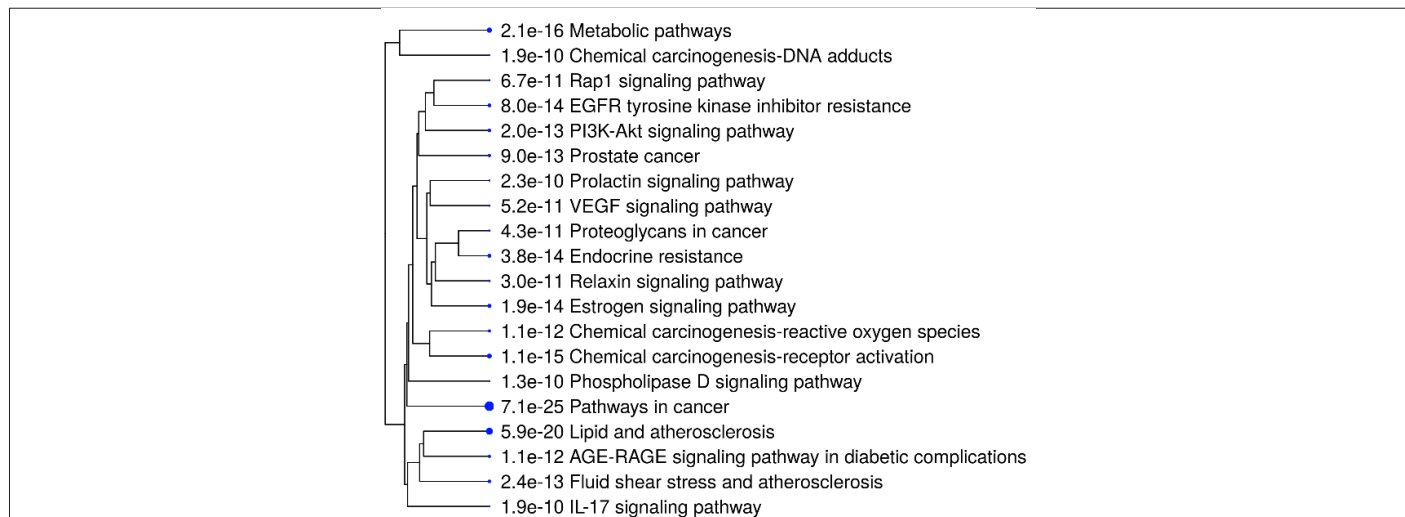 2.1e-16 Metabolic pathways
1.9e-10 Chemical carcinogenesis-DNA adducts
6.7e-11 Rap1 signaling pathway
8.0e-14 EGFR tyrosine kinase inhibitor resistance
2.0e-13 PI3K-Akt signaling pathway
9.0e-13 Prostate cancer
2.3e-10 Prolactin signaling pathway
5.2e-11 VEGF signaling pathway
4.3e-11 Proteoglycans in cancer
3.8e-14 Endocrine resistance
3.0e-11 Relaxin signaling pathway
1.9e-14 Estrogen signaling pathway
1.1e-12 Chemical carcinogenesis-reactive oxygen species
1.1e-15 Chemical carcinogenesis-receptor activation
1.3e-10 Phospholipase D signaling pathway
7.1e-25 Pathways in cancer
5.9e-20 Lipid and atherosclerosis
1.1e-12 AGE-RAGE signaling pathway in diabetic complications
2.4e-13 Fluid shear stress and atherosclerosis
1.9e-10 IL-17 signaling pathway